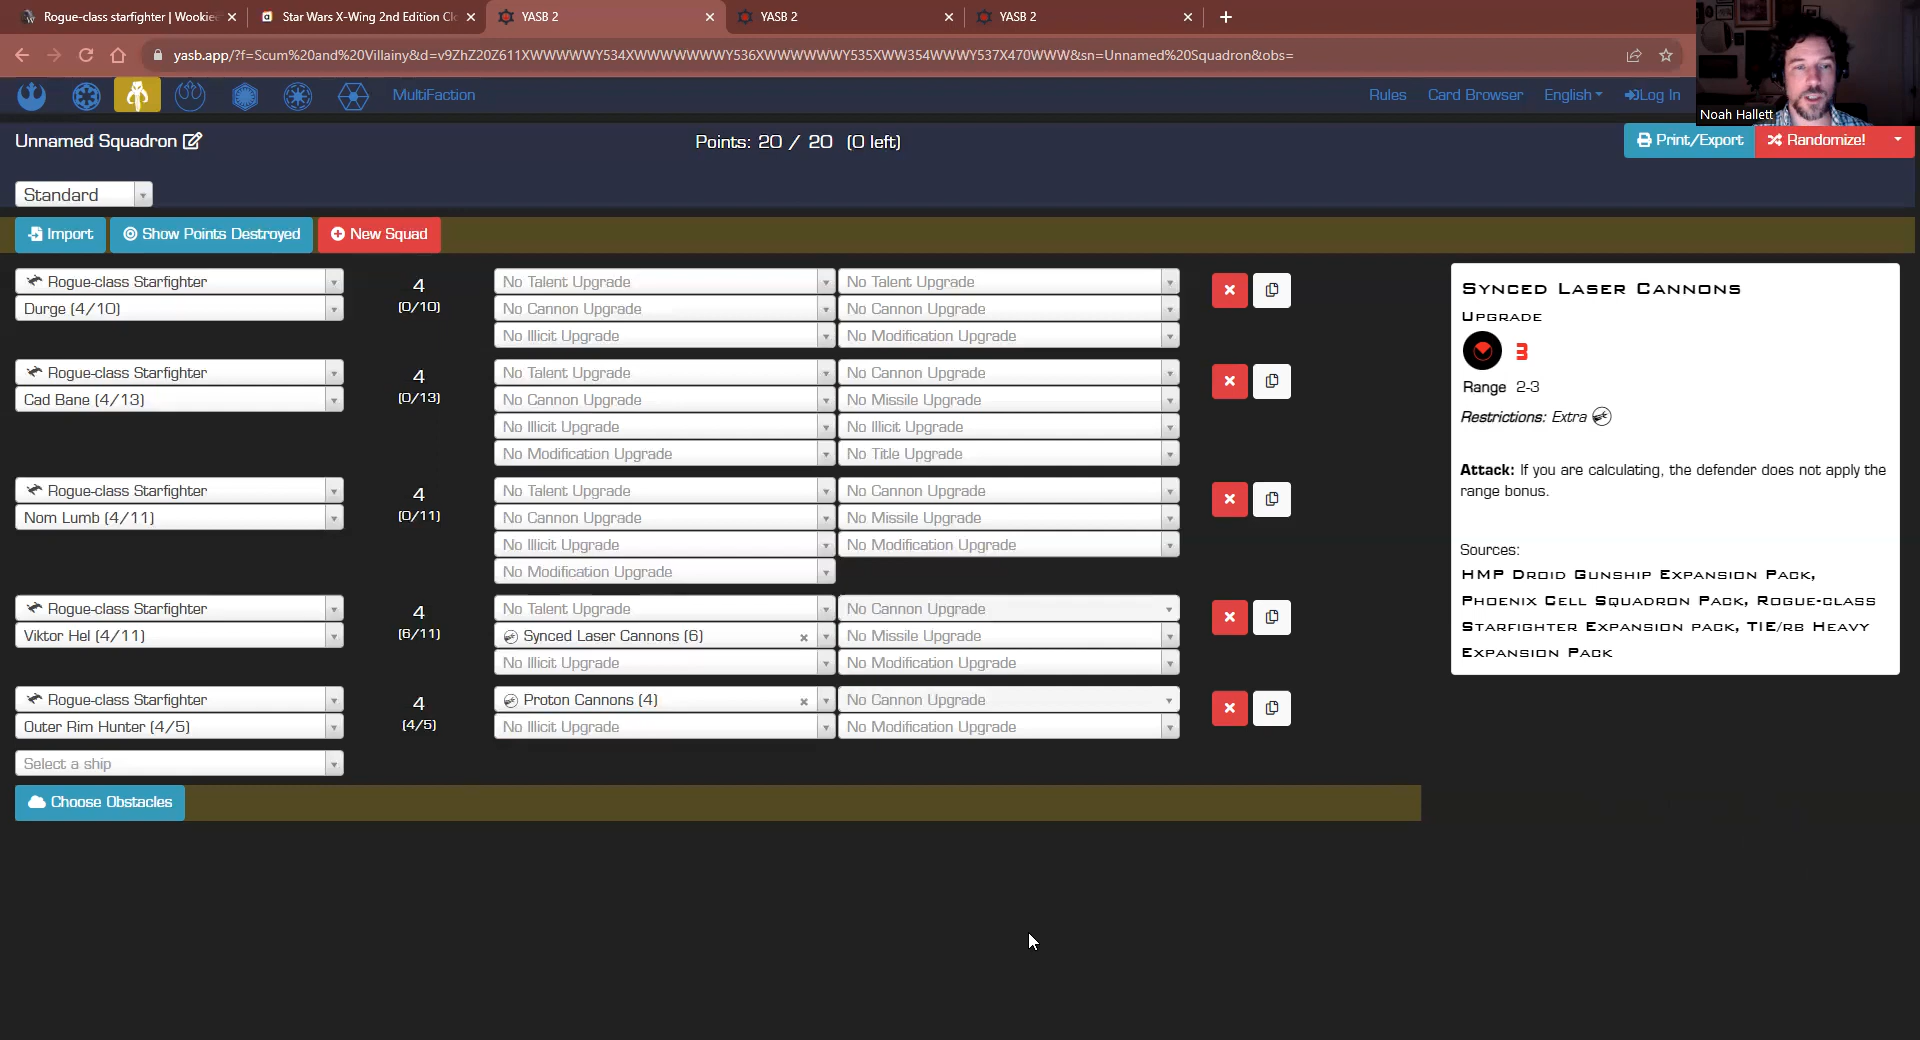 Rogue-class starfighter | Wookiee
Star Wars X-Wing 2nd Edition Clo
YASB 2
YASB 2
YASB 2
yasb.app/?f=Scum%20and%20Villainy&d=v9ZhZ20Z611XWWWWWY534XWWWWWWWY536XWWWWWWY535XWW354WWWY537X470WWW&sn=Unnamed%20Squadron&obs=
Noah Hallett
MultiFaction
Rules
Card Browser
English
Log In
Unnamed Squadron
Points: 20 / 20 (0 left)
Print/Export
Randomize!
Standard
Import
Show Points Destroyed
New Squad
Rogue-class Starfighter
Durge (4/10)
4
(0/10)
No Talent Upgrade
No Talent Upgrade
No Cannon Upgrade
No Cannon Upgrade
No Illicit Upgrade
No Modification Upgrade
Rogue-class Starfighter
Cad Bane (4/13)
4
(0/13)
No Talent Upgrade
No Cannon Upgrade
No Cannon Upgrade
No Missile Upgrade
No Illicit Upgrade
No Illicit Upgrade
No Modification Upgrade
No Title Upgrade
Rogue-class Starfighter
Nom Lumb (4/11)
4
(0/11)
No Talent Upgrade
No Cannon Upgrade
No Cannon Upgrade
No Missile Upgrade
No Illicit Upgrade
No Modification Upgrade
No Modification Upgrade
Rogue-class Starfighter
Viktor Hel (4/11)
4
(6/11)
No Talent Upgrade
No Cannon Upgrade
Synced Laser Cannons (6)
No Missile Upgrade
No Illicit Upgrade
No Modification Upgrade
Rogue-class Starfighter
Outer Rim Hunter (4/5)
4
(4/5)
Proton Cannons (4)
No Cannon Upgrade
No Illicit Upgrade
No Modification Upgrade
Select a ship
Choose Obstacles
Synced Laser Cannons
Upgrade
3
Range 2-3
Restrictions: Extra
Attack: If you are calculating, the defender does not apply the
range bonus.
Sources:
HMP Droid Gunship Expansion Pack,
Phoenix Cell Squadron Pack, Rogue-class
Starfighter Expansion pack, TIE/rb Heavy
Expansion Pack